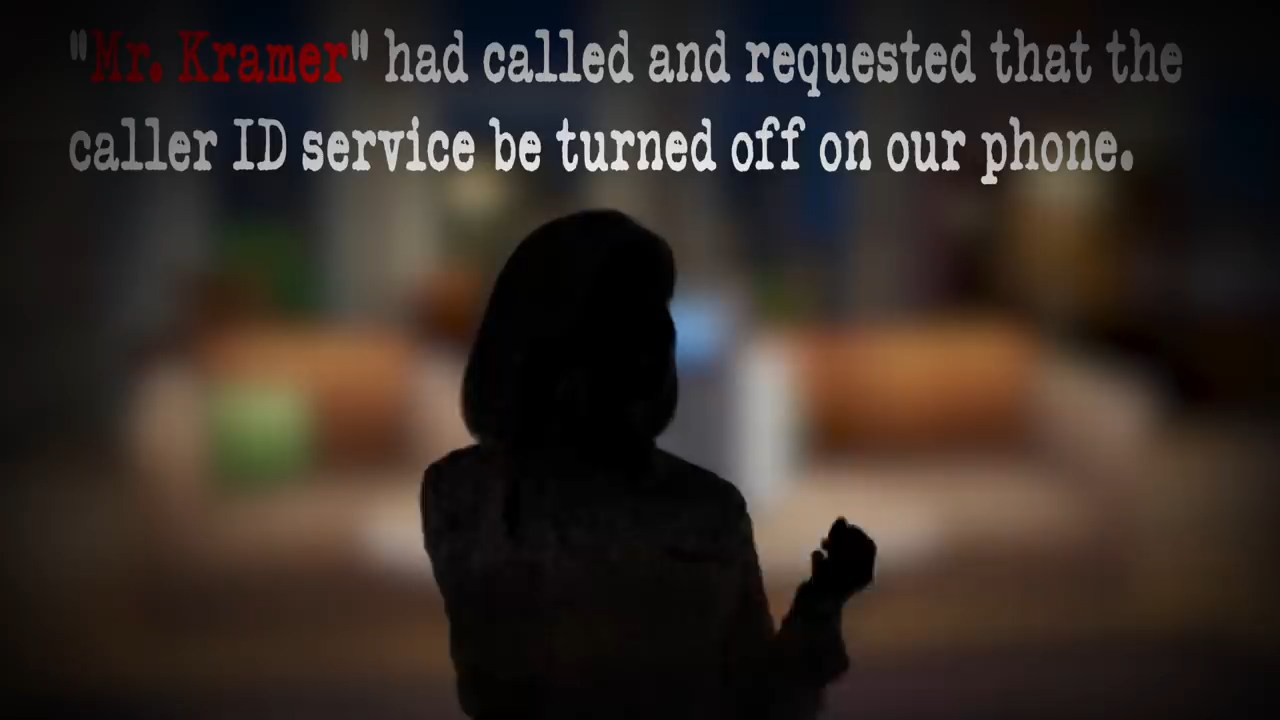 "Mr. Kramer" had called and requested that the
caller ID service be turned off on our phone.